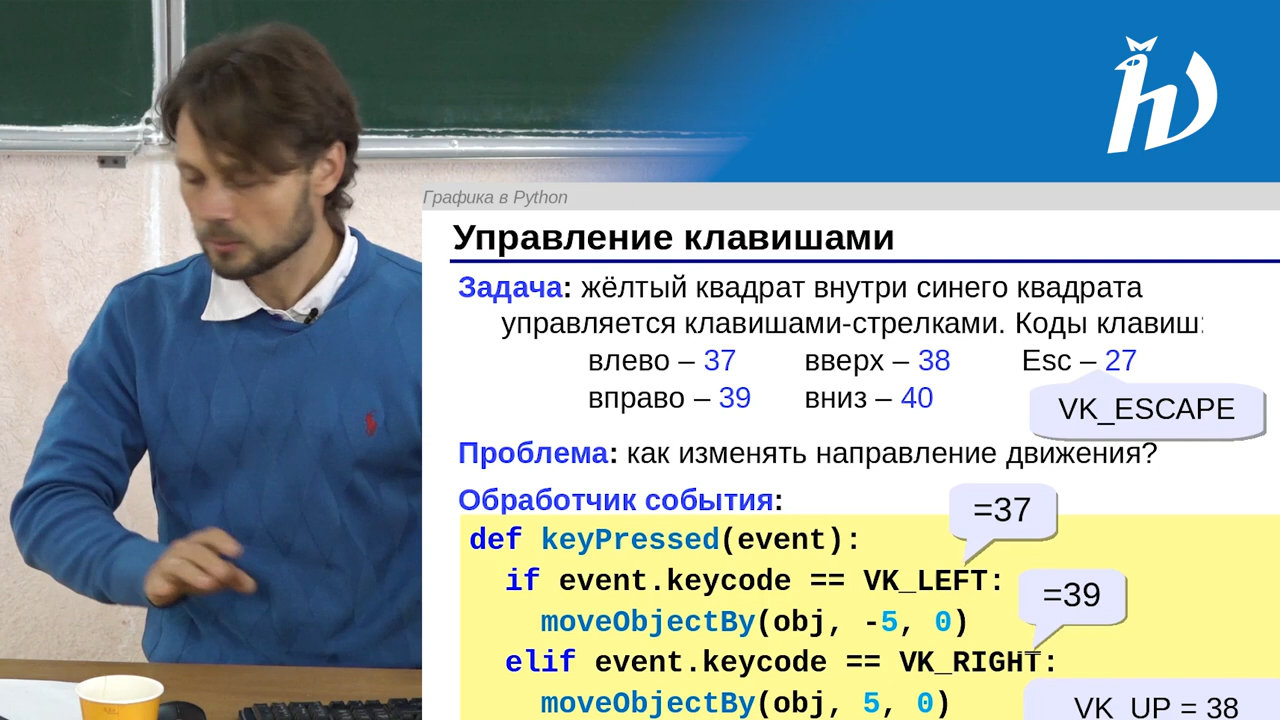 Графика в Python
Управление клавишами
Задача: жёлтый квадрат внутри синего квадрата
управляется клавишами-стрелками. Коды клавиш:
влево – 37 вверх – 38 Esc – 27
вправо – 39 вниз – 40
VK_ESCAPE
Проблема: как изменять направление движения?
Обработчик события:
=37
def keyPressed(event):
if event.keycode == VK_LEFT:
=39
moveObjectBy(obj, -5, 0)
elif event.keycode == VK_RIGHT:
moveObjectBy(obj, 5, 0)
VK_UP = 38